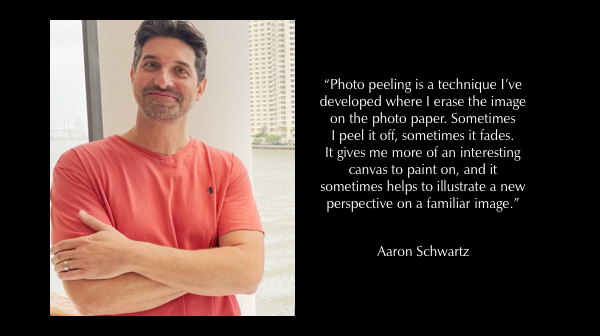 “Photo peeling is a technique I’ve
developed where I erase the image
on the photo paper. Sometimes
I peel it off, sometimes it fades.
It gives me more of an interesting
canvas to paint on, and it
sometimes helps to illustrate a new
perspective on a familiar image.”
Aaron Schwartz